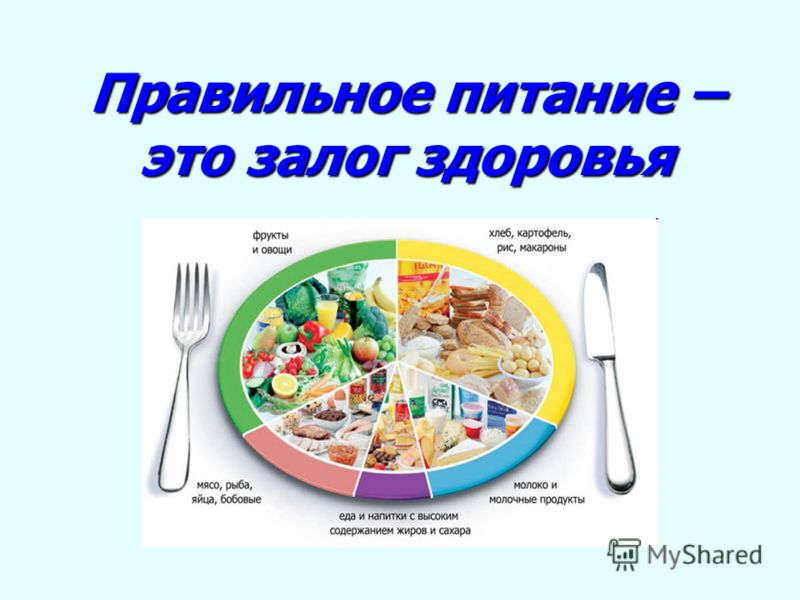 Правильное питание –
это залог здоровья
фрукты
и овощи
хлеб, картофель,
рис, макароны
мясо, рыба,
яйца, бобовые
молоко и
молочные продукты
еда и напитки с высоким
содержанием жиров и сахара
MyShared